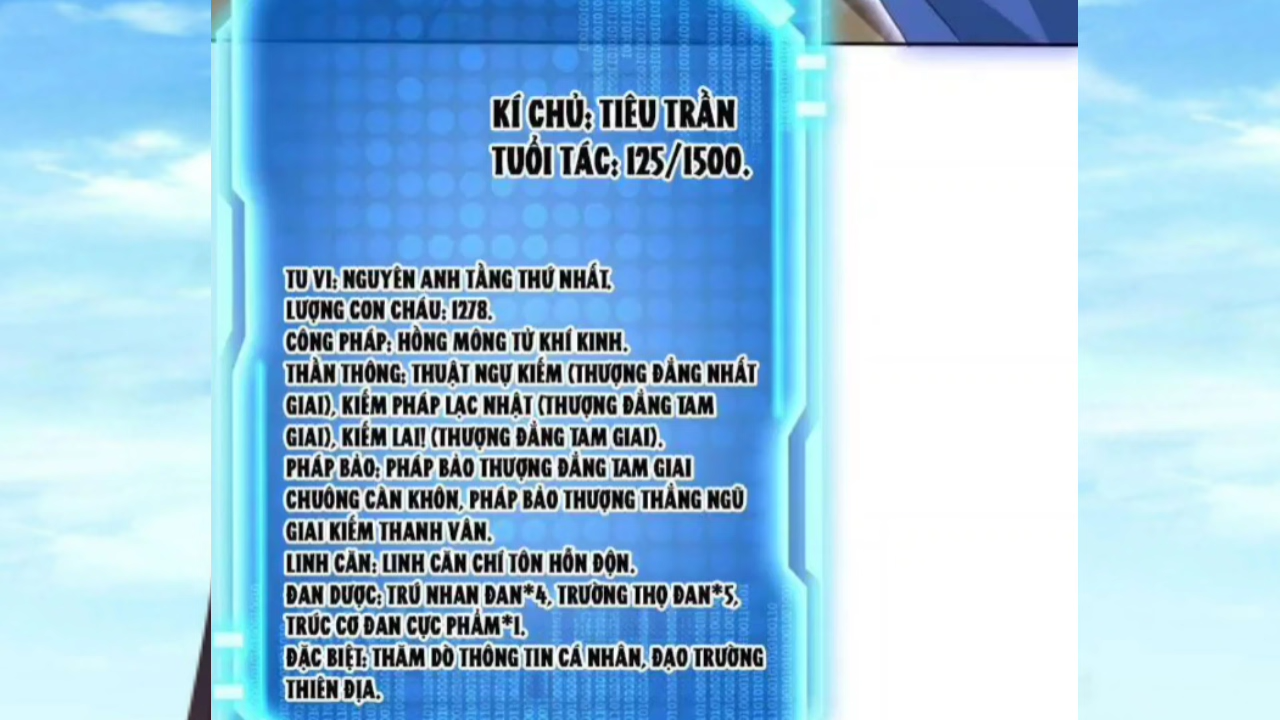 KÍ CHỦ: TIÊU TRẦN
TUỔI TÁC: 125/1500.
TU VI: NGUYÊN ANH TẦNG THỨ NHẤT.
LƯỢNG CON CHÁU: 1278.
CÔNG PHÁP: HỒNG MÔNG TỬ KHÍ KINH.
THẦN THÔNG: THUẬT NGỰ KIẾM (THƯỢNG ĐẲNG NHẤT
GIAI), KIẾM PHÁP LẠC NHẬT (THƯỢNG ĐẲNG TAM
GIAI), KIẾM LAI! (THƯỢNG ĐẲNG TAM GIAI).
PHÁP BẢO: PHÁP BẢO THƯỢNG ĐẲNG TAM GIAI
CHUÔNG CÀN KHÔN, PHÁP BẢO THƯỢNG THẲNG NGŨ
GIAI KIẾM THANH VÂN.
LINH CĂN: LINH CĂN CHÍ TÔN HỖN ĐỘN.
ĐAN DƯỢC: TRÚ NHAN ĐAN*4, TRƯỜNG THỌ ĐAN*5,
TRÚC CƠ ĐAN CỰC PHẨM*1.
ĐẶC BIỆT: THĂM DÒ THÔNG TIN CÁ NHÂN, ĐẠO TRƯỜNG
THIÊN ĐỊA.